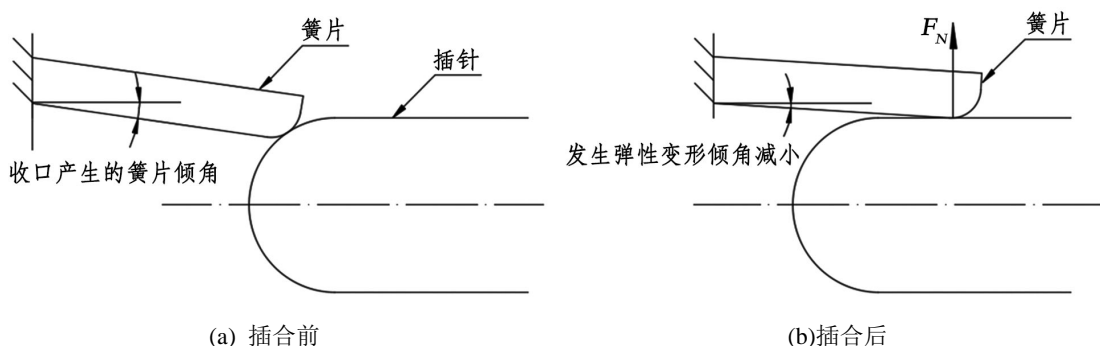 簧片
插针
收口产生的簧片倾角
(a) 插合前
F_N
簧片
发生弹性变形倾角减小
(b)插合后